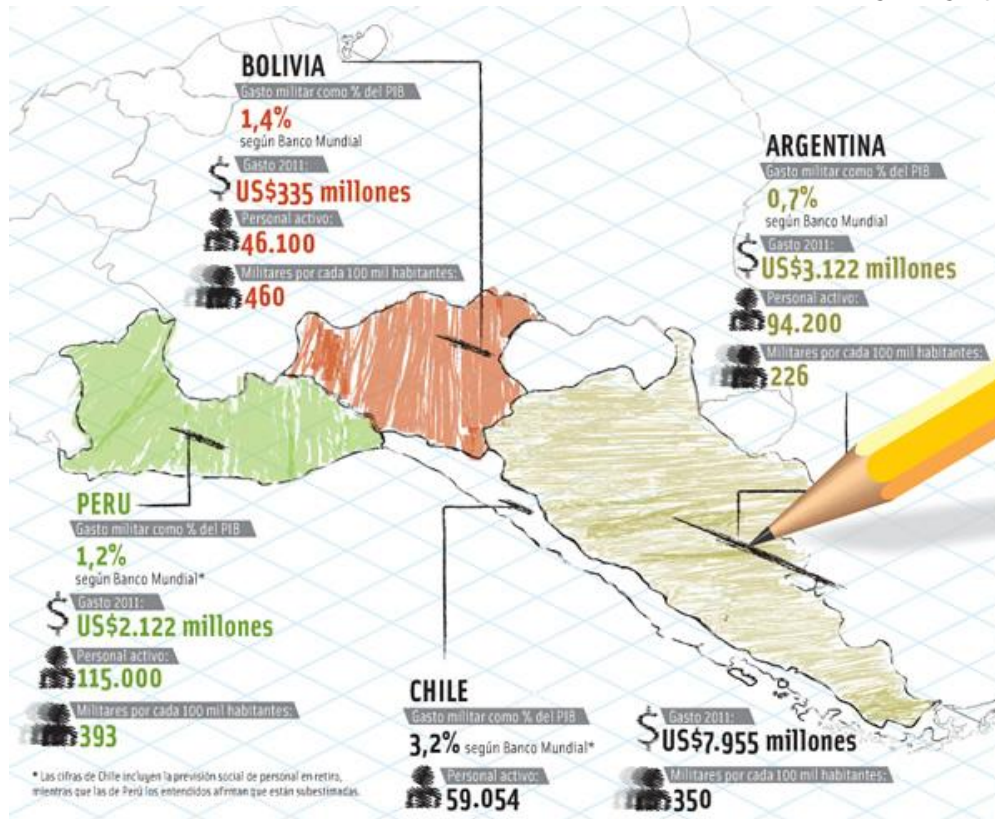 BOLIVIA
Gasto militar como % del PIB
1,4%
según Banco Mundial
$ Gasto 2011:
US$335 millones
Personal activo:
46.100
Militares por cada 100 mil habitantes:
460
ARGENTINA
Gasto militar como % del PIB
0,7%
según Banco Mundial
$ Gasto 2011:
US$3.122 millones
Personal activo:
94.200
Militares por cada 100 mil habitantes:
226
PERU
Gasto militar como % del PIB
1,2%
según Banco Mundial*
$ Gasto 2011:
US$2.122 millones
Personal activo:
115.000
Militares por cada 100 mil habitantes:
393
CHILE
Gasto militar como % del PIB
3,2% según Banco Mundial*
Personal activo:
59.054
$ Gasto 2011:
US$7.955 millones
Militares por cada 100 mil habitantes:
350
* Las cifras de Chile incluyen la previsión social de personal en retiro,
mientras que las de Perú los entendidos afirman que están subestimadas.